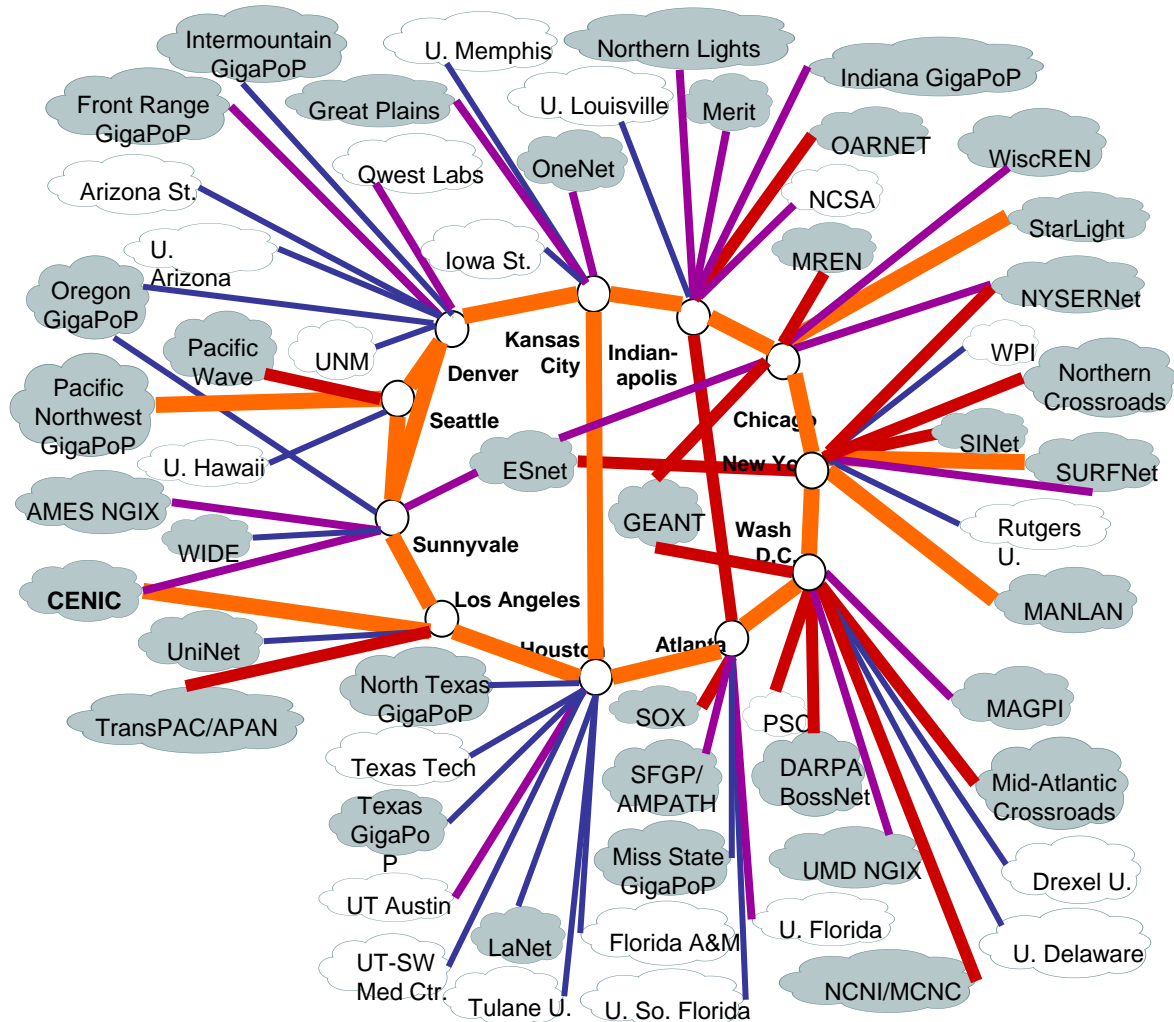 Intermountain
GigaPoP
U. Memphis
Northern Lights
Indiana GigaPoP
Front Range
GigaPoP
Great Plains
U. Louisville
Merit
OARNET
WiscREN
Arizona St.
Qwest Labs
OneNet
NCSA
StarLight
U.
Arizona
Iowa St.
MREN
NYSERNet
Oregon
GigaPoP
UNM
Kansas
City
Indian-
apolis
WPI
Pacific
Wave
Denver
Northern
Crossroads
Pacific
Northwest
GigaPoP
Seattle
Chicago
SINet
U. Hawaii
ESnet
New Yo
SURFNet
AMES NGIX
GEANT
Wash
D.C.
Rutgers
U.
WIDE
Sunnyvale
CENIC
Los Angeles
MANLAN
UniNet
Houston
Atlanta
North Texas
GigaPoP
TransPAC/APAN
SOX
PSC
MAGPI
Texas Tech
SFGP/
AMPATH
DARPA
BossNet
Mid-Atlantic
Crossroads
Texas
GigaPo
P
Miss State
GigaPoP
UMD NGIX
Drexel U.
UT Austin
U. Florida
LaNet
Florida A&M
U. Delaware
UT-SW
Med Ctr.
NCNI/MCNC
Tulane U.
U. So. Florida